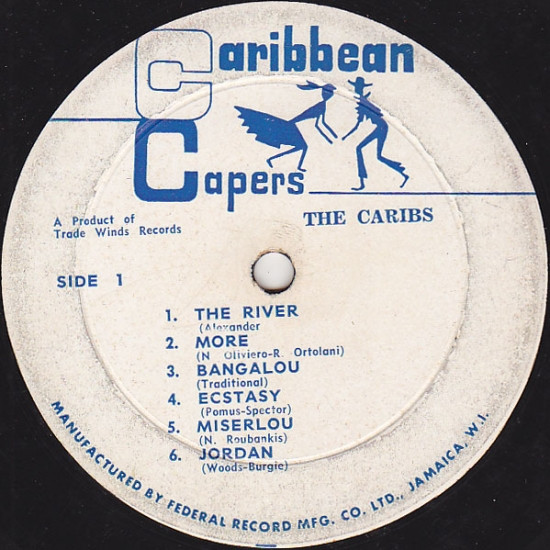 Caribbean
Capers
THE CARIBS
A Product of
Trade Winds Records
SIDE 1
1. THE RIVER
(Alexander
2. MORE
(N Oliviero-R. Ortolani)
3. BANGALOU
(Traditional)
4. ECSTASY
(Pomus-Spector)
5. MISERLOU
(N. Roubankis)
6. JORDAN
(Woods-Burgie)
MANUFACTURED BY FEDERAL RECORD MFG. CO. LTD., JAMAICA, W.I.